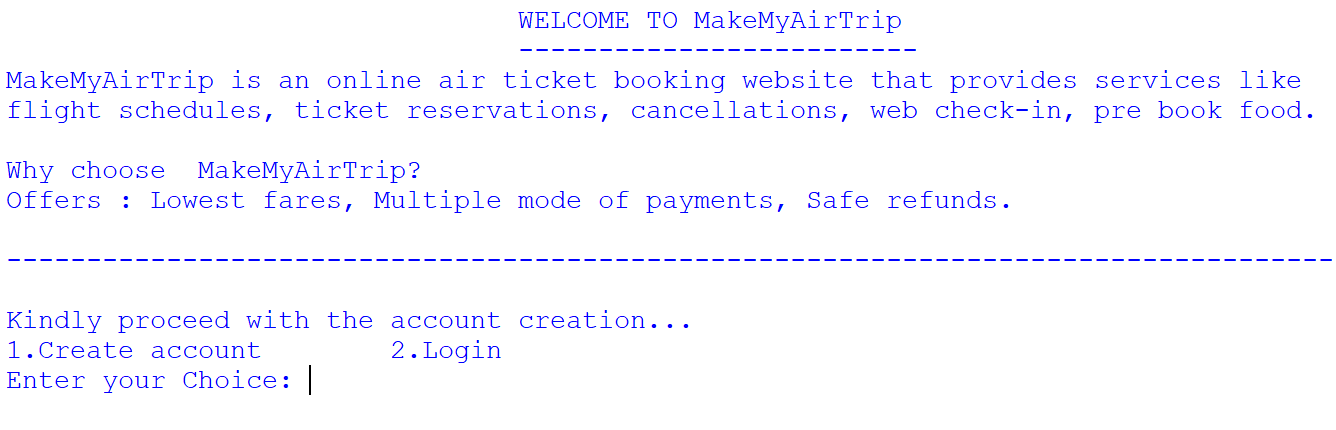 WELCOME TO MakeMyAirTrip
-------------------------
MakeMyAirTrip is an online air ticket booking website that provides services like
flight schedules, ticket reservations, cancellations, web check-in, pre book food.
Why choose  MakeMyAirTrip?
Offers : Lowest fares, Multiple mode of payments, Safe refunds.
-----------------------------------------------------------------------------------
Kindly proceed with the account creation...
1.Create account        2.Login
Enter your Choice: